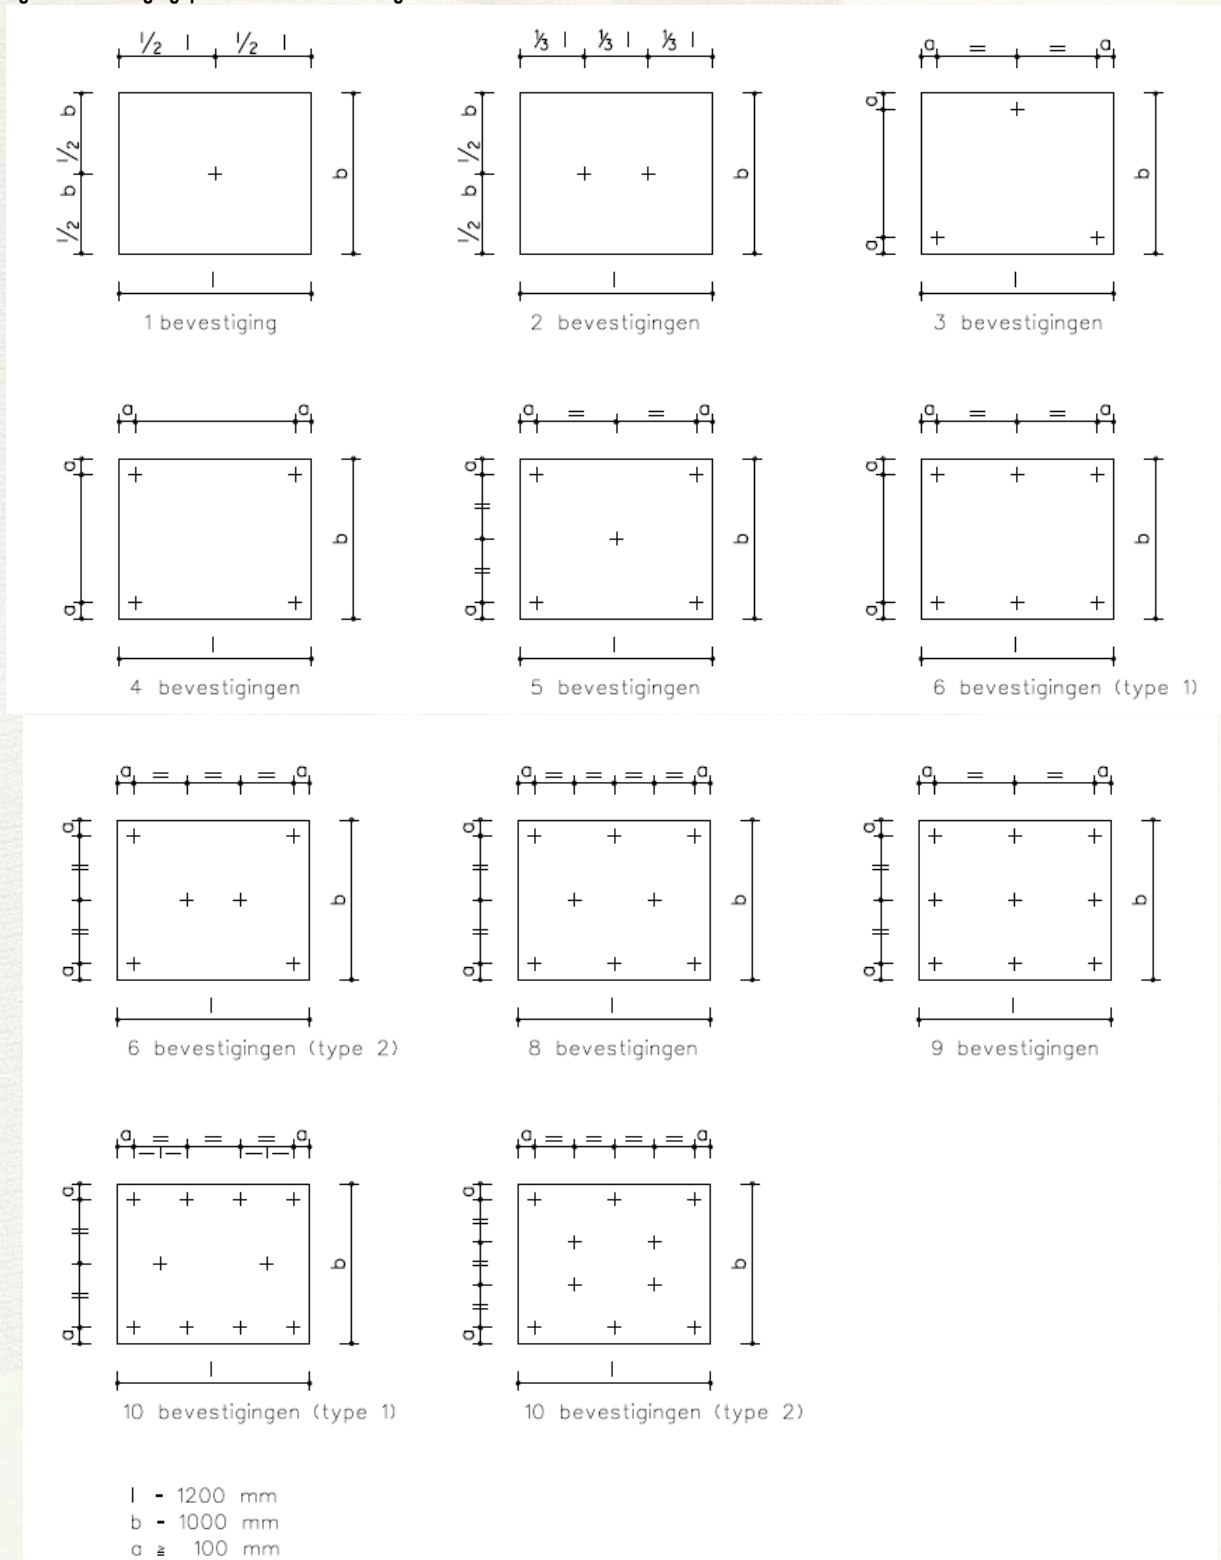 ½ l ½ l
⅓ l ⅓ l ⅓ l
a = = a
½ b ½ b
b
½ b ½ b
b
a a
b
l
l
l
1 bevestiging
2 bevestigingen
3 bevestigingen
a a
a = = a
a = = a
a a
b
a = = a
b
a a
b
l
l
l
4 bevestigingen
5 bevestigingen
6 bevestigingen (type 1)
a = = = a
a = = = = a
a = = a
a = = a
b
a = = a
b
a = = a
b
l
l
l
6 bevestigingen (type 2)
8 bevestigingen
9 bevestigingen
a = = = a
a = = = = a
a = = a
b
a = = = a
b
l
l
10 bevestigingen (type 1)
10 bevestigingen (type 2)
l = 1200 mm
b = 1000 mm
a ≥ 100 mm